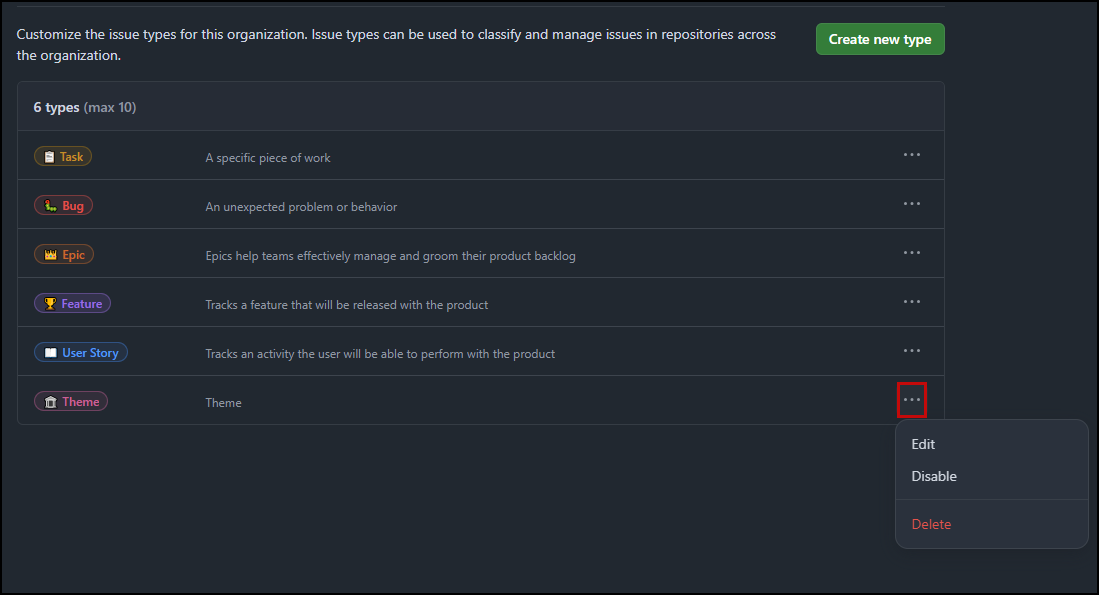 Customize the issue types for this organization. Issue types can be used to classify and manage issues in repositories across
the organization.
Create new type
6 types (max 10)
📋 Task
A specific piece of work
🐛 Bug
An unexpected problem or behavior
👑 Epic
Epics help teams effectively manage and groom their product backlog
🏆 Feature
Tracks a feature that will be released with the product
📖 User Story
Tracks an activity the user will be able to perform with the product
🏛️ Theme
Theme
Edit
Disable
Delete